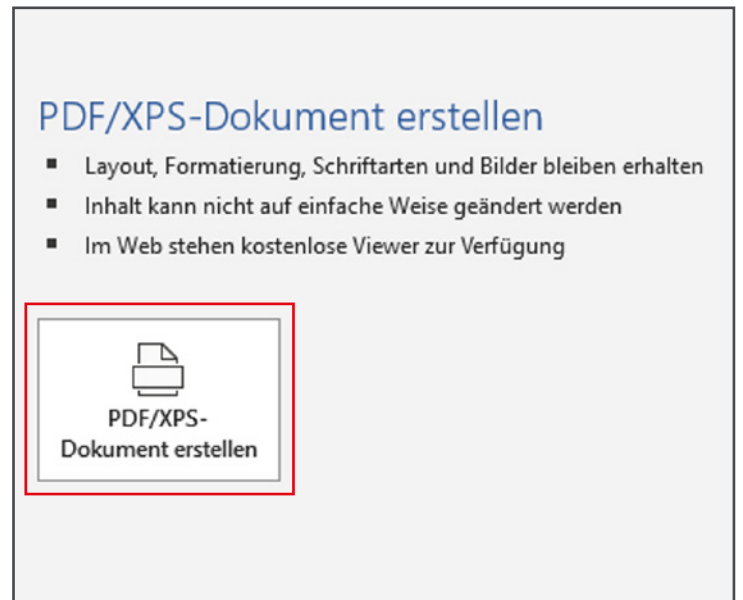 PDF/XPS-Dokument erstellen
Layout, Formatierung, Schriftarten und Bilder bleiben erhalten
Inhalt kann nicht auf einfache Weise geändert werden
Im Web stehen kostenlose Viewer zur Verfügung
PDF/XPS-
Dokument erstellen